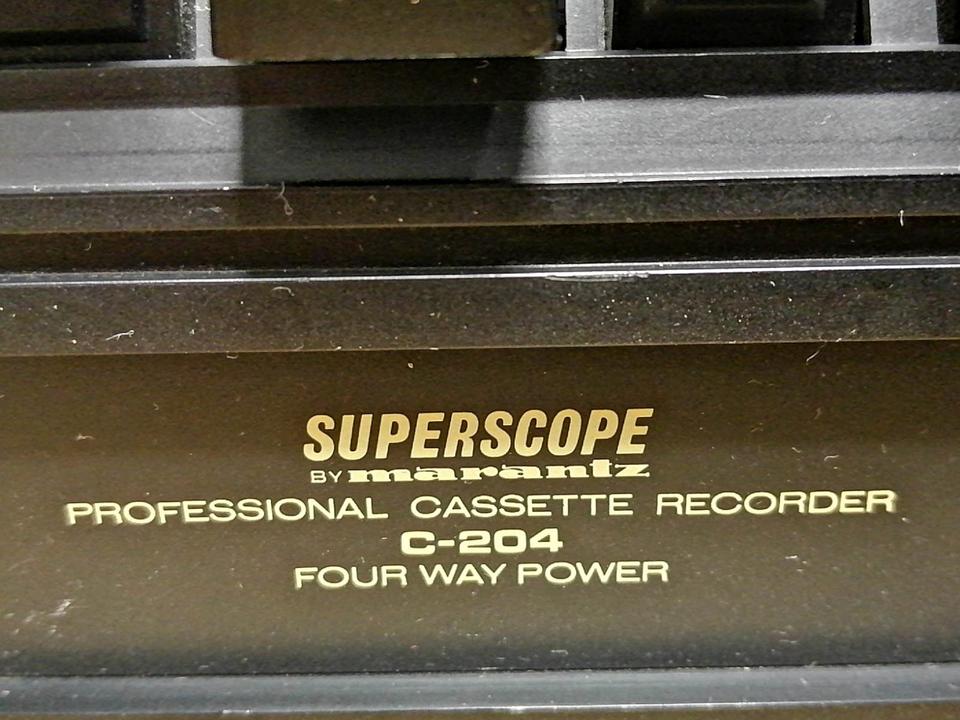 SUPERSCOPE
BY marantz
PROFESSIONAL CASSETTE RECORDER
C-204
FOUR WAY POWER